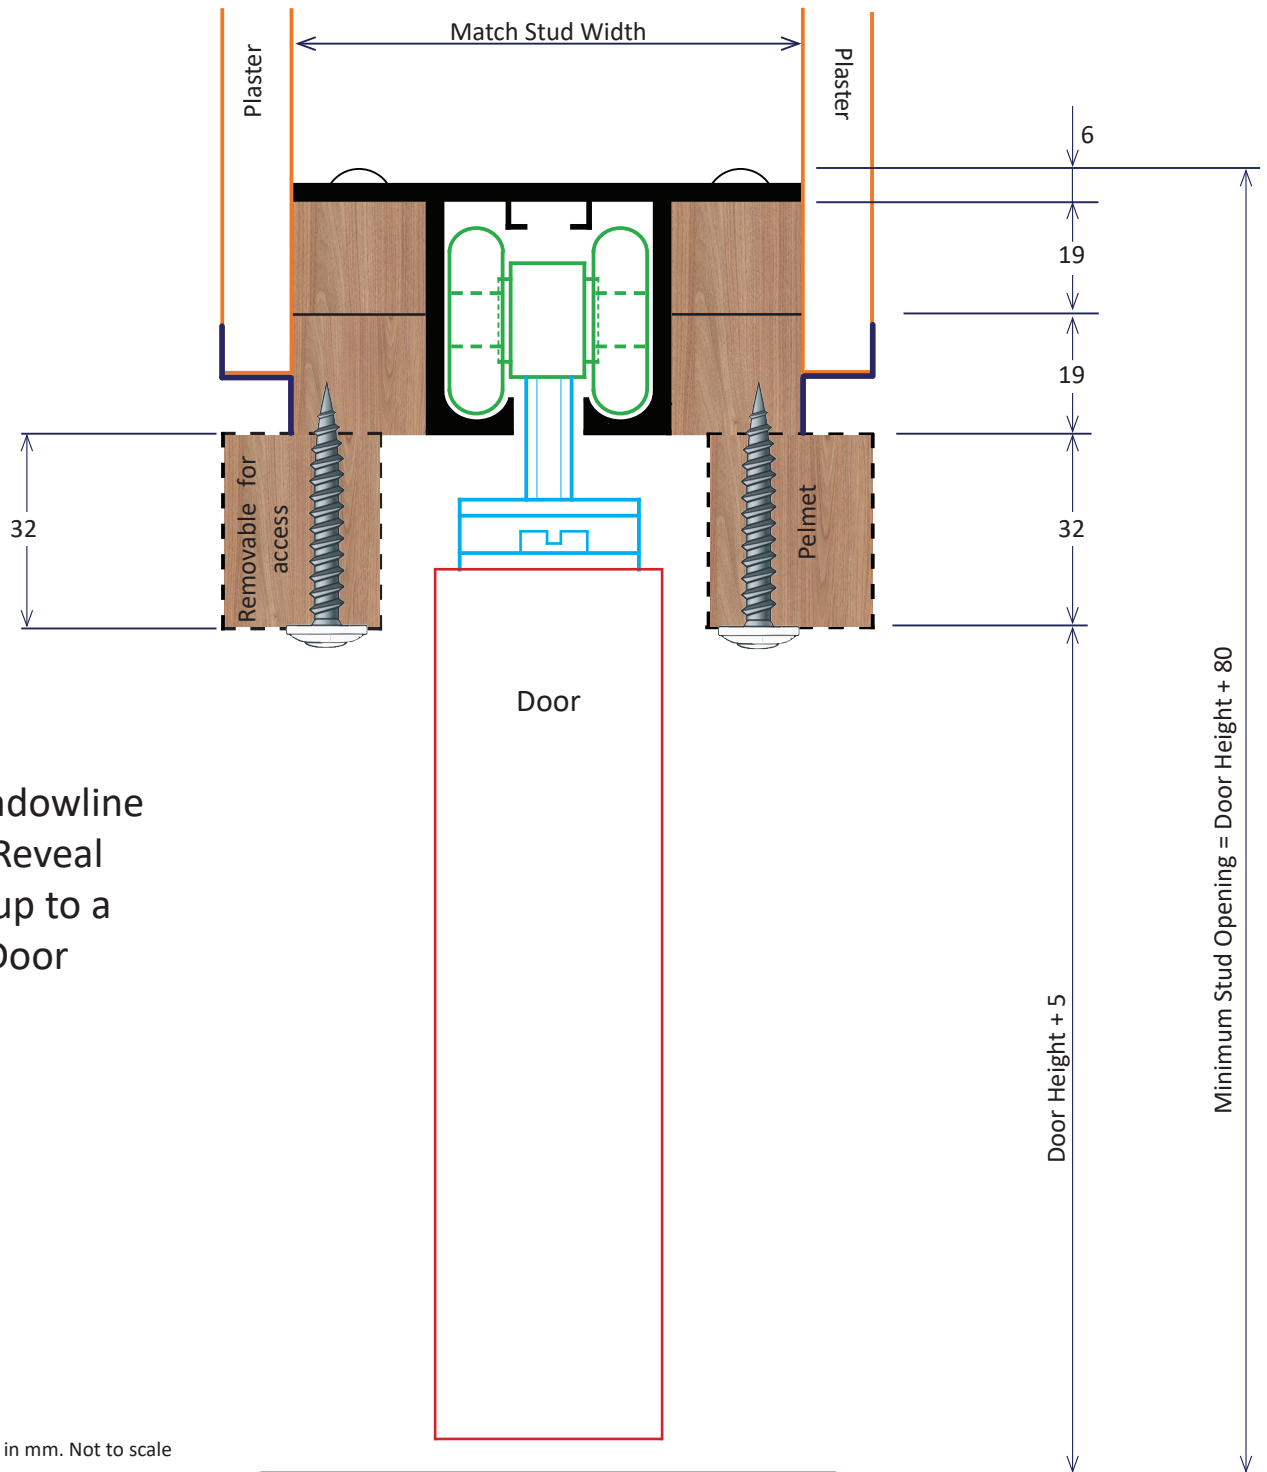 Match Stud Width
Plaster
Plaster
6
19
19
32
32
Removable for
access
Pelmet
Door
Reveal
up to a
Door
Door Height + 5
Minimum Stud Opening = Door Height + 80
in mm. Not to scale